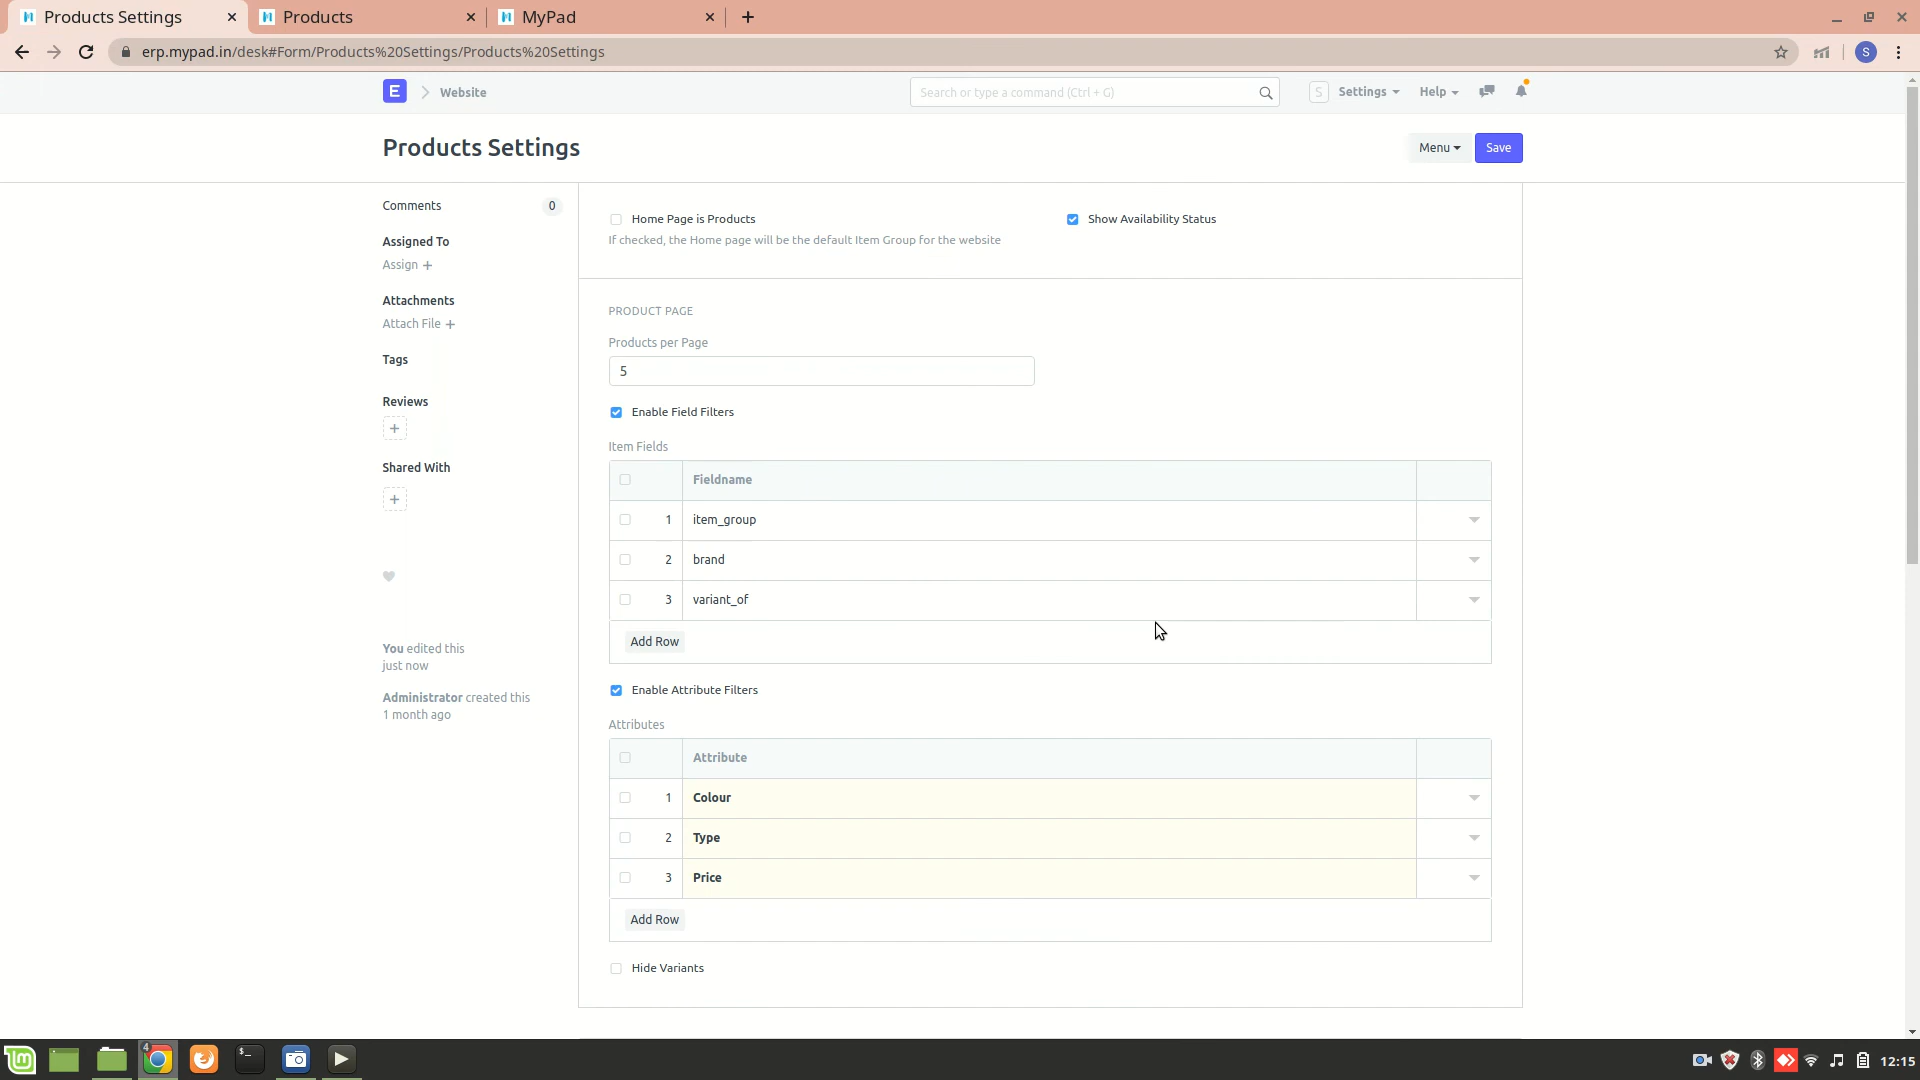 Products Settings
Products
MyPad
erp.mypad.in/desk#Form/Products%20Settings/Products%20Settings
S
E
Website
Search or type a command (Ctrl + G)
S
Settings
Help
Products Settings
Menu
Save
Comments
0
Assigned To
Assign +
Attachments
Attach File +
Tags
Reviews
+
Shared With
+
You edited this
just now
Administrator created this
1 month ago
Home Page is Products
If checked, the Home page will be the default Item Group for the website
Show Availability Status
PRODUCT PAGE
Products per Page
5
Enable Field Filters
Item Fields
Fieldname
1 item_group
2 brand
3 variant_of
Add Row
Enable Attribute Filters
Attributes
Attribute
1 Colour
2 Type
3 Price
Add Row
Hide Variants
4
12:15